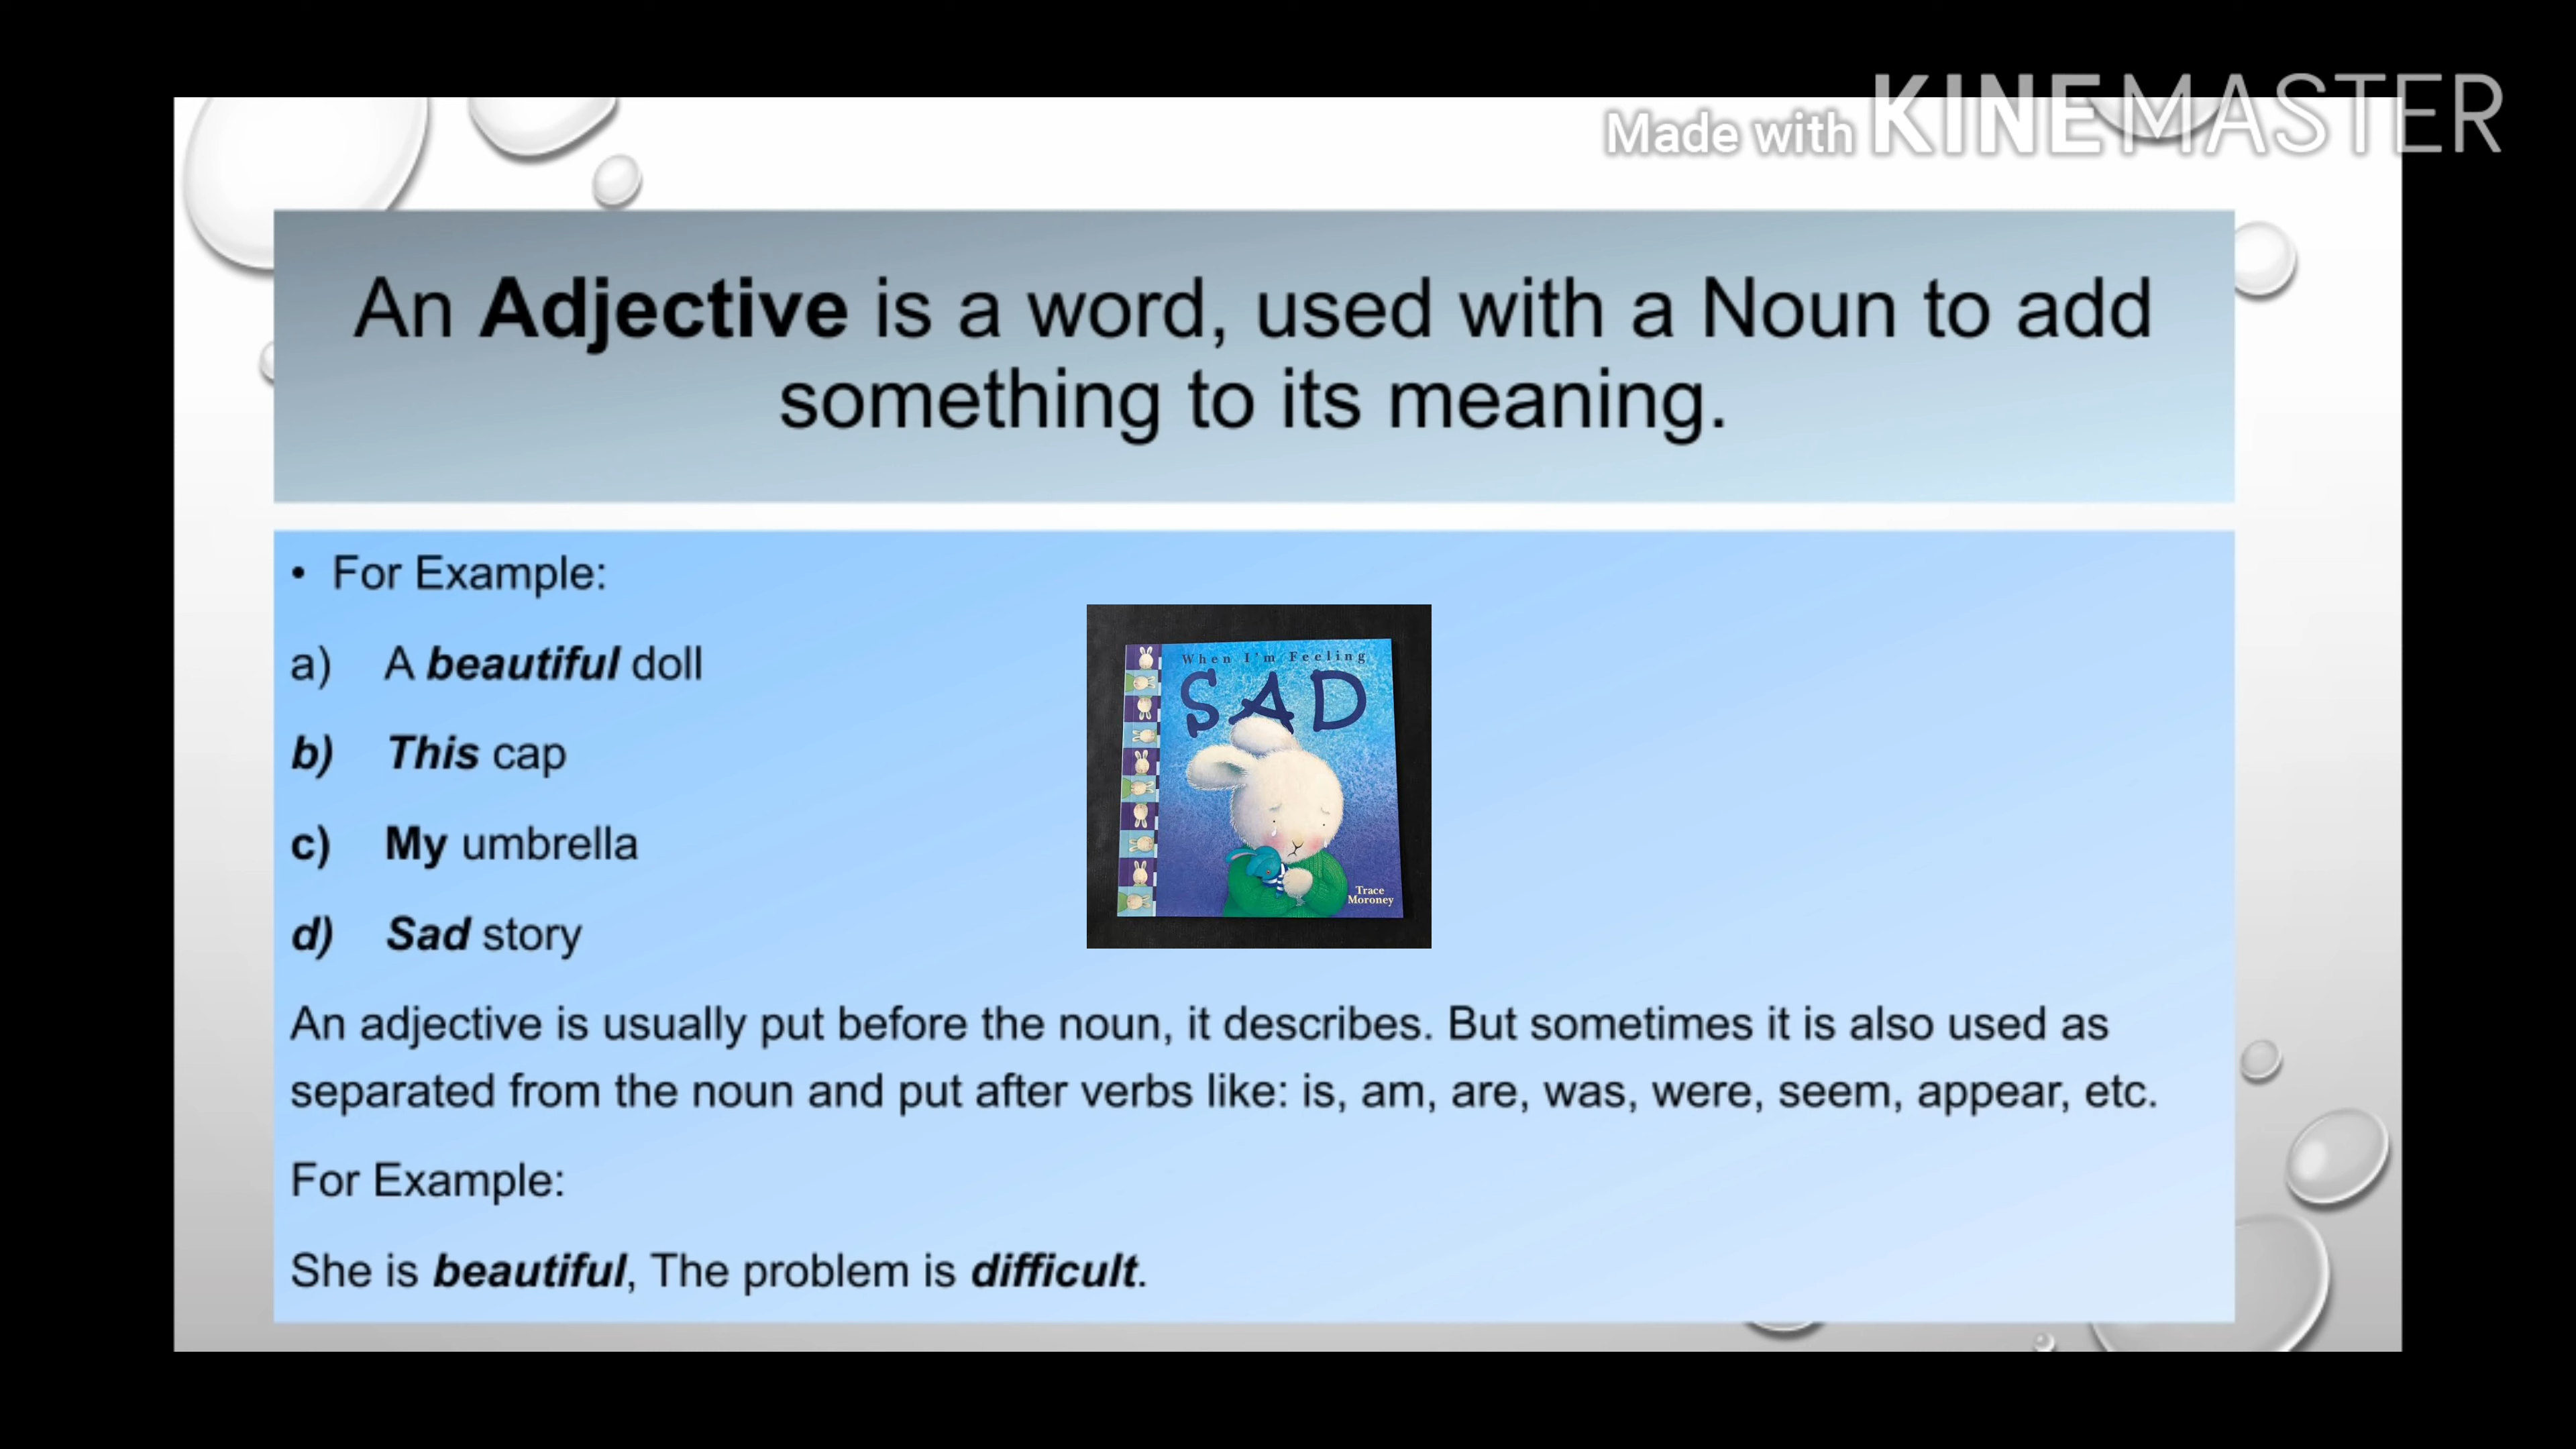 Made with KINEMASTER
An Adjective is a word, used with a Noun to add
something to its meaning.
• For Example:
a) A beautiful doll
b) This cap
c) My umbrella
d) Sad story
When I'm Feeling
SAD
Trace
Moroney
An adjective is usually put before the noun, it describes. But sometimes it is also used as
separated from the noun and put after verbs like: is, am, are, was, were, seem, appear, etc.
For Example:
She is beautiful, The problem is difficult.